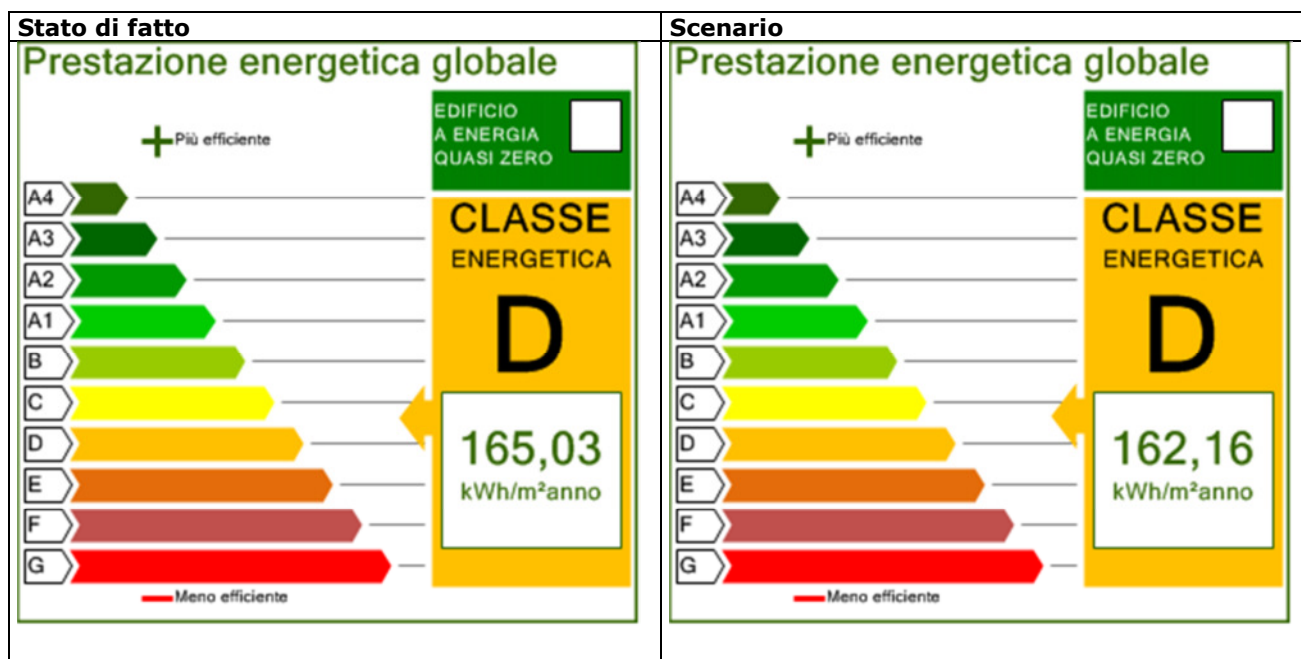 Stato di fatto
Prestazione energetica globale
EDIFICIO
A ENERGIA
QUASI ZERO
Più efficiente
A4
A3
A2
A1
B
C
D
E
F
G
CLASSE
ENERGETICA
D
165,03
kWh/m²anno
Meno efficiente
Scenario
Prestazione energetica globale
EDIFICIO
A ENERGIA
QUASI ZERO
Più efficiente
A4
A3
A2
A1
B
C
D
E
F
G
CLASSE
ENERGETICA
D
162,16
kWh/m²anno
Meno efficiente